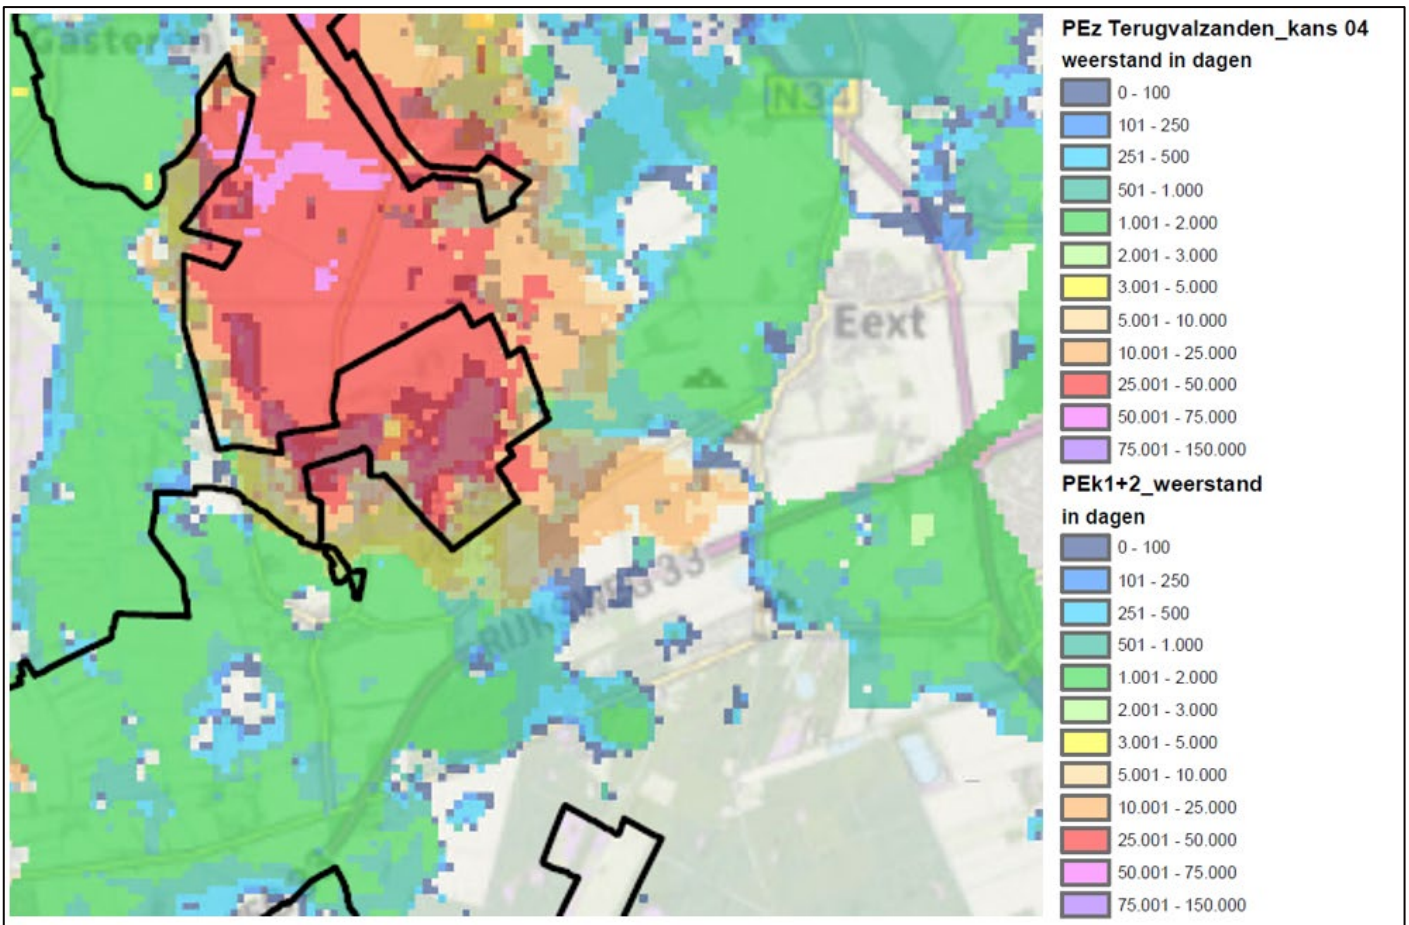 Gasteren
N34
Eext
RIJKSWEG 33
PEz Terugvalzanden_kans 04
weerstand in dagen
0 - 100
101 - 250
251 - 500
501 - 1.000
1.001 - 2.000
2.001 - 3.000
3.001 - 5.000
5.001 - 10.000
10.001 - 25.000
25.001 - 50.000
50.001 - 75.000
75.001 - 150.000
PEk1+2_weerstand
in dagen
0 - 100
101 - 250
251 - 500
501 - 1.000
1.001 - 2.000
2.001 - 3.000
3.001 - 5.000
5.001 - 10.000
10.001 - 25.000
25.001 - 50.000
50.001 - 75.000
75.001 - 150.000